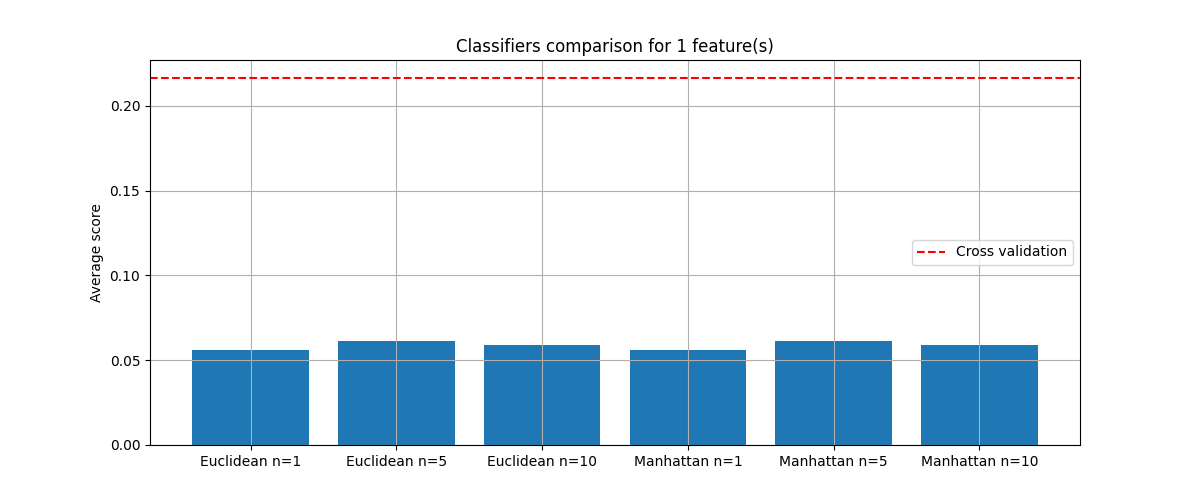 Classifiers comparison for 1 feature(s)
Average score
0.20
0.15
0.10
0.05
0.00
Cross validation
Euclidean n=1
Euclidean n=5
Euclidean n=10
Manhattan n=1
Manhattan n=5
Manhattan n=10